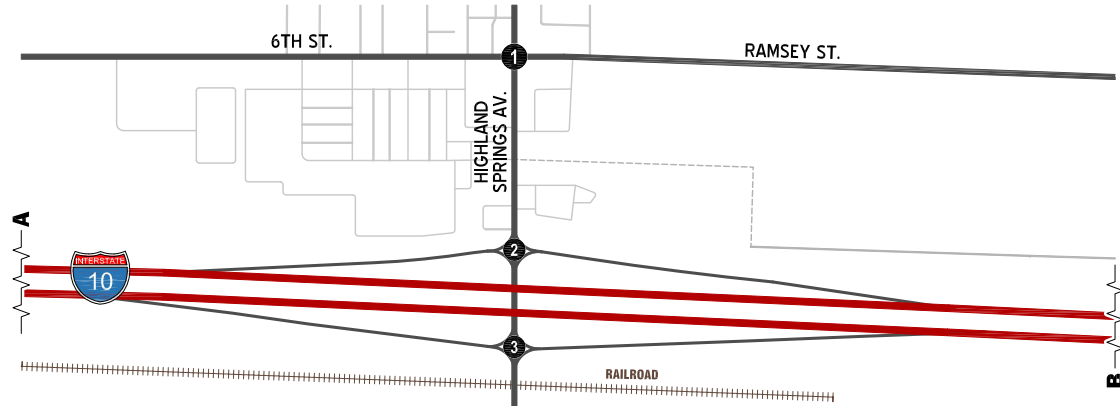 6TH ST.
1
RAMSEY ST.
HIGHLAND
SPRINGS AV.
A
2
INTERSTATE
10
3
RAILROAD
B